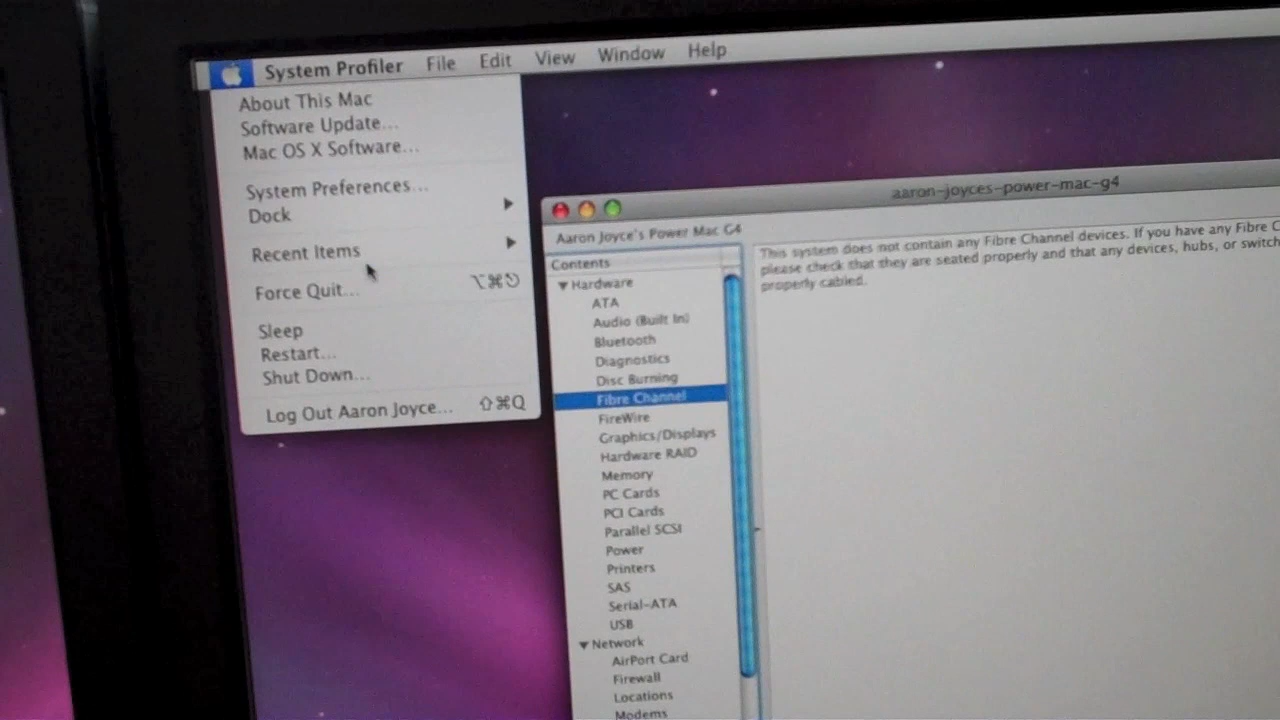 System Profiler File Edit View Window Help
About This Mac
Software Update...
Mac OS X Software...
System Preferences...
Dock
Recent Items
Force Quit... ⌥⌘⎋
Sleep
Restart...
Shut Down...
Log Out Aaron Joyce... ⇧⌘Q
aaron-joyces-power-mac-g4
Aaron Joyce's Power Mac G4
Contents
Hardware
ATA
Audio (Built In)
Bluetooth
Diagnostics
Disc Burning
Fibre Channel
FireWire
Graphics/Displays
Hardware RAID
Memory
PC Cards
PCI Cards
Parallel SCSI
Power
Printers
SAS
Serial-ATA
USB
Network
AirPort Card
Firewall
Locations
Modems
This system does not contain any Fibre Channel devices. If you have any Fibre C
please check that they are seated properly and that any devices, hubs, or switch
properly cabled.